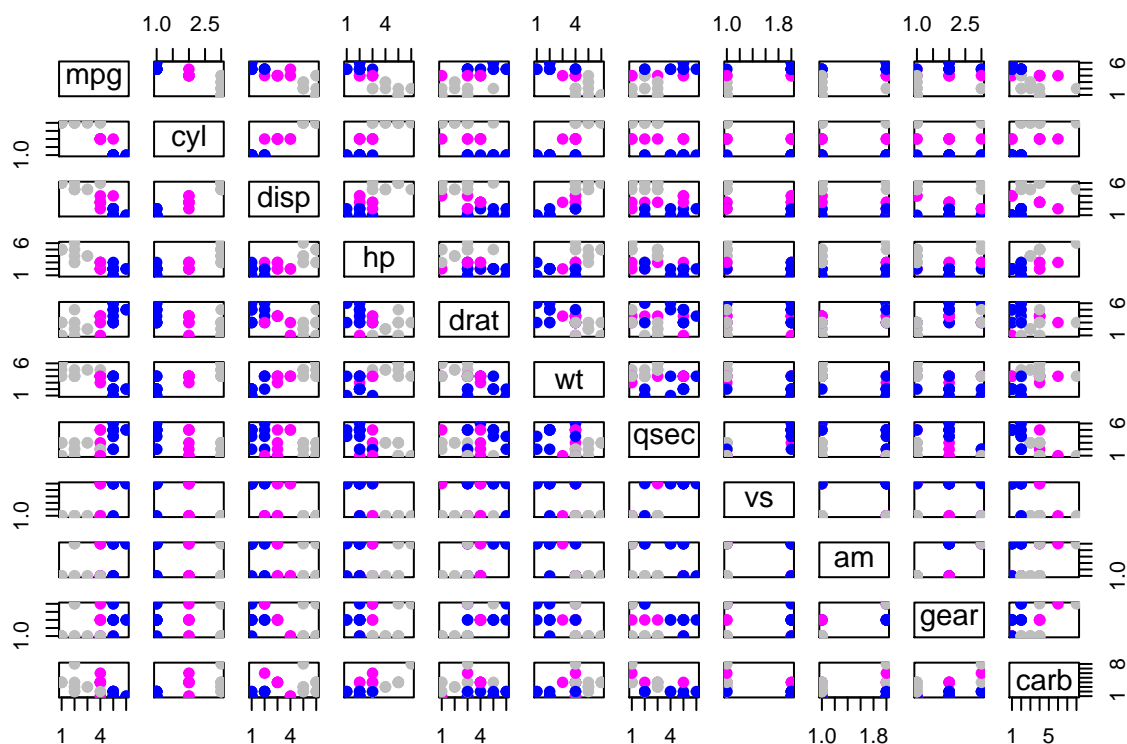 1.0 2.5 1 4 1 4 1.0 1.8 1.0 2.5
mpg 1 6
1.0 cyl
disp 1 6
1 6 hp
drat 1 6
1 6 wt
qsec 1 6
1.0 vs
am 1.0
1.0 gear
carb 1 8
1 4 1 4 1 4 1 4 1.0 1.8 1 5